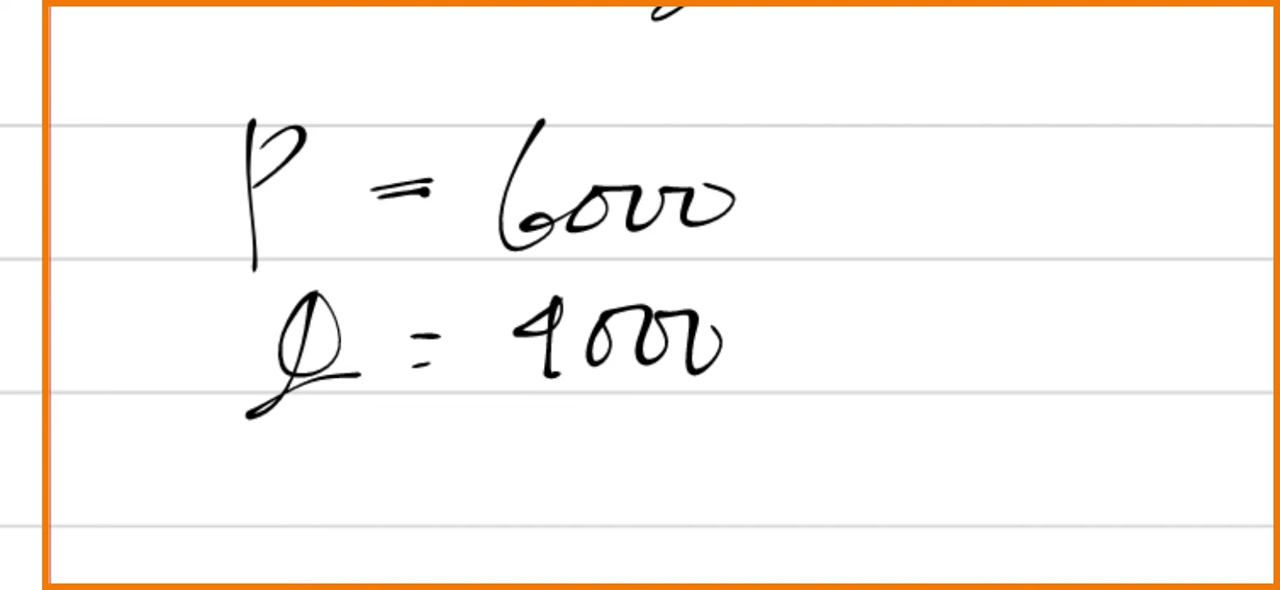 P = 6000
Q = 4000